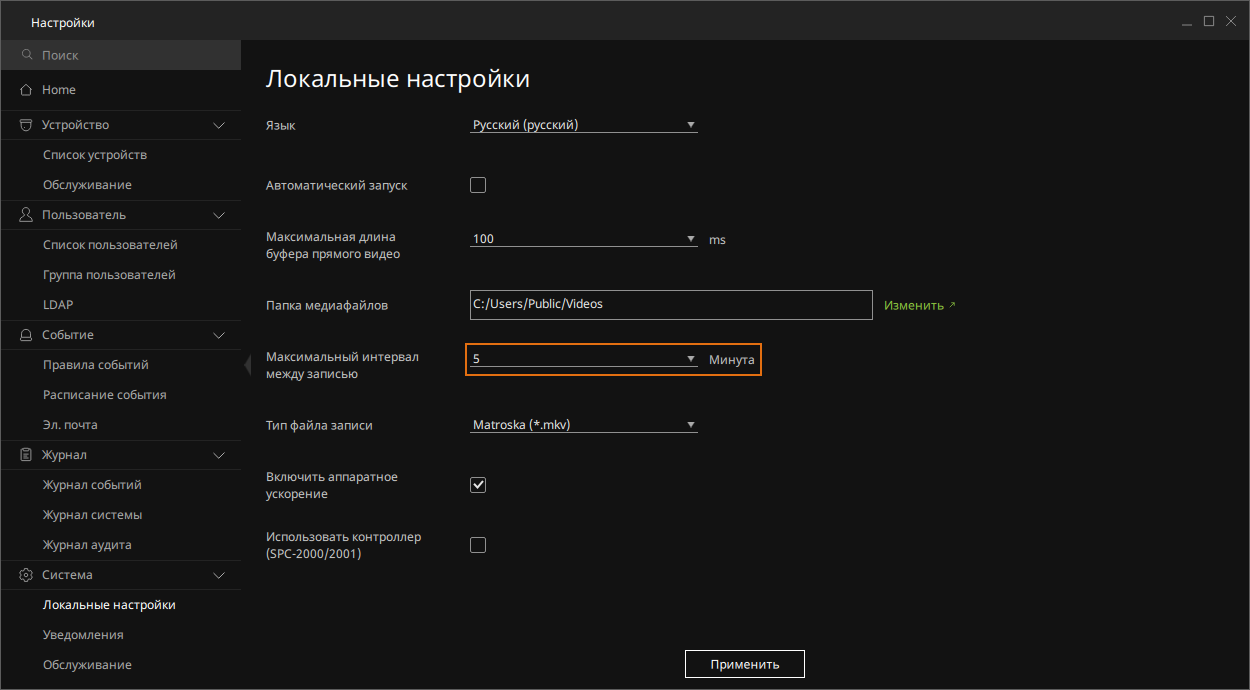 Настройки
Поиск
Home
Устройство
Список устройств
Обслуживание
Пользователь
Список пользователей
Группа пользователей
LDAP
Событие
Правила событий
Расписание события
Эл. почта
Журнал
Журнал событий
Журнал системы
Журнал аудита
Система
Локальные настройки
Уведомления
Обслуживание
Локальные настройки
Язык
Русский (русский)
Автоматический запуск
Максимальная длина
буфера прямого видео
100
ms
Папка медиафайлов
C:/Users/Public/Videos
Изменить
Максимальный интервал
между записью
5
Минута
Тип файла записи
Matroska (*.mkv)
Включить аппаратное
ускорение
Использовать контроллер
(SPC-2000/2001)
Применить